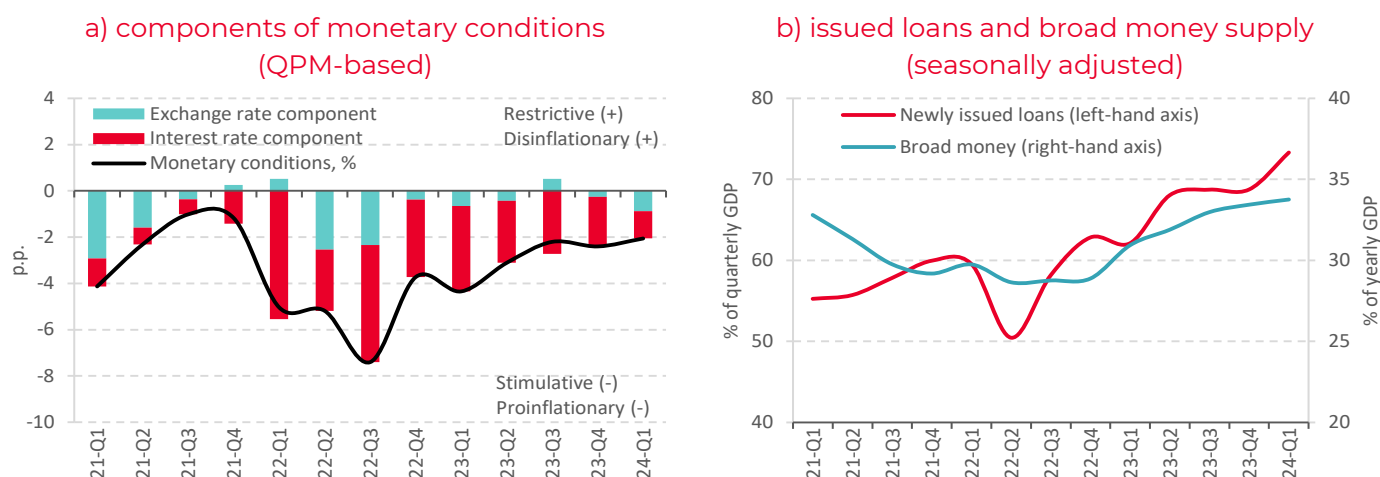 a) components of monetary conditions
(QPM-based)
4
2
0
-2
-4
-6
-8
-10
p.p.
Exchange rate component
Interest rate component
Monetary conditions, %
Restrictive (+)
Disinflationary (+)
Stimulative (-)
Proinflationary (-)
21-Q1
21-Q2
21-Q3
21-Q4
22-Q1
22-Q2
22-Q3
22-Q4
23-Q1
23-Q2
23-Q3
23-Q4
24-Q1
b) issued loans and broad money supply
(seasonally adjusted)
80
70
60
50
40
% of quarterly GDP
Newly issued loans (left-hand axis)
Broad money (right-hand axis)
40
35
30
25
20
% of yearly GDP
21-Q1
21-Q2
21-Q3
21-Q4
22-Q1
22-Q2
22-Q3
22-Q4
23-Q1
23-Q2
23-Q3
23-Q4
24-Q1